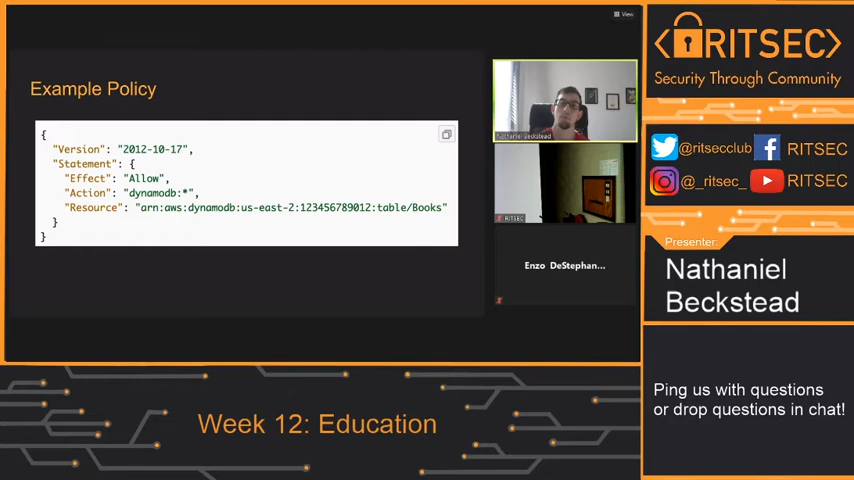 View
Example Policy
{
"Version": "2012-10-17",
"Statement": {
"Effect": "Allow",
"Action": "dynamodb:*",
"Resource": "arn:aws:dynamodb:us-east-2:123456789012:table/Books"
}
}
Nathaniel Beckstead
RITSEC
Enzo DeStephan...
<RITSEC>
Security Through Community
@ritsecclub
RITSEC
@_ritsec_
RITSEC
Presenter:
Nathaniel
Beckstead
Ping us with questions
or drop questions in chat!
Week 12: Education